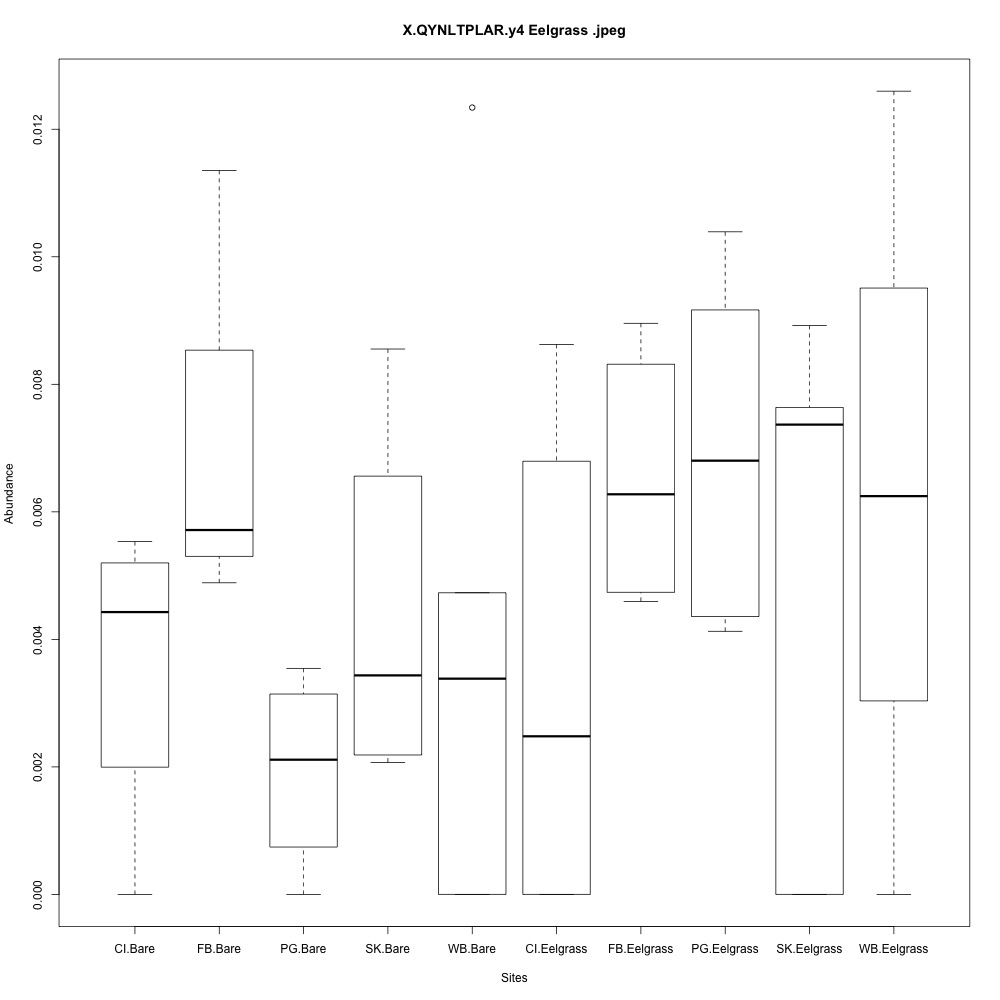 X.QYNLTPLAR.y4 Eelgrass .jpeg
0.012
0.010
0.008
0.006
0.004
0.002
0.000
Abundance
CI.Bare FB.Bare PG.Bare SK.Bare WB.Bare CI.Eelgrass FB.Eelgrass PG.Eelgrass SK.Eelgrass WB.Eelgrass
Sites